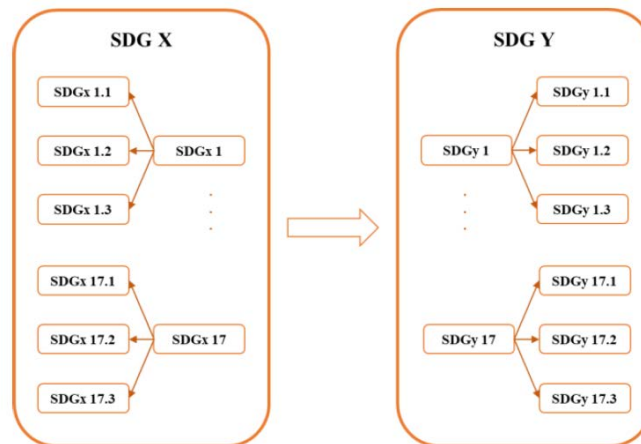 SDG X
SDGx 1.1
SDGx 1.2
SDGx 1
SDGx 1.3
SDGx 17.1
SDGx 17.2
SDGx 17
SDGx 17.3
SDG Y
SDGy 1.1
SDGy 1
SDGy 1.2
SDGy 1.3
SDGy 17.1
SDGy 17
SDGy 17.2
SDGy 17.3